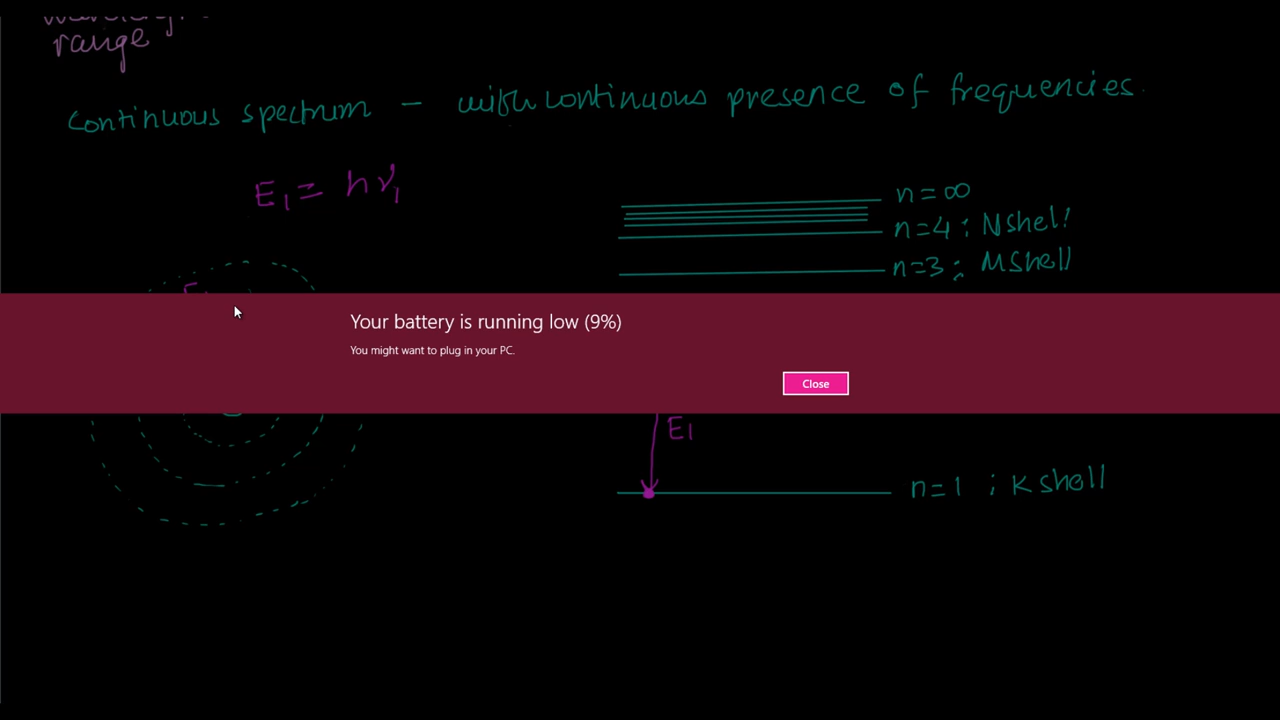 range
continuous spectrum - with continuous presence of frequencies.
E₁ = hν₁
n = ∞
n=4 : N shell
n=3 : M shell
Your battery is running low (9%)
You might want to plug in your PC.
Close
E₁
n=1 ; K shell